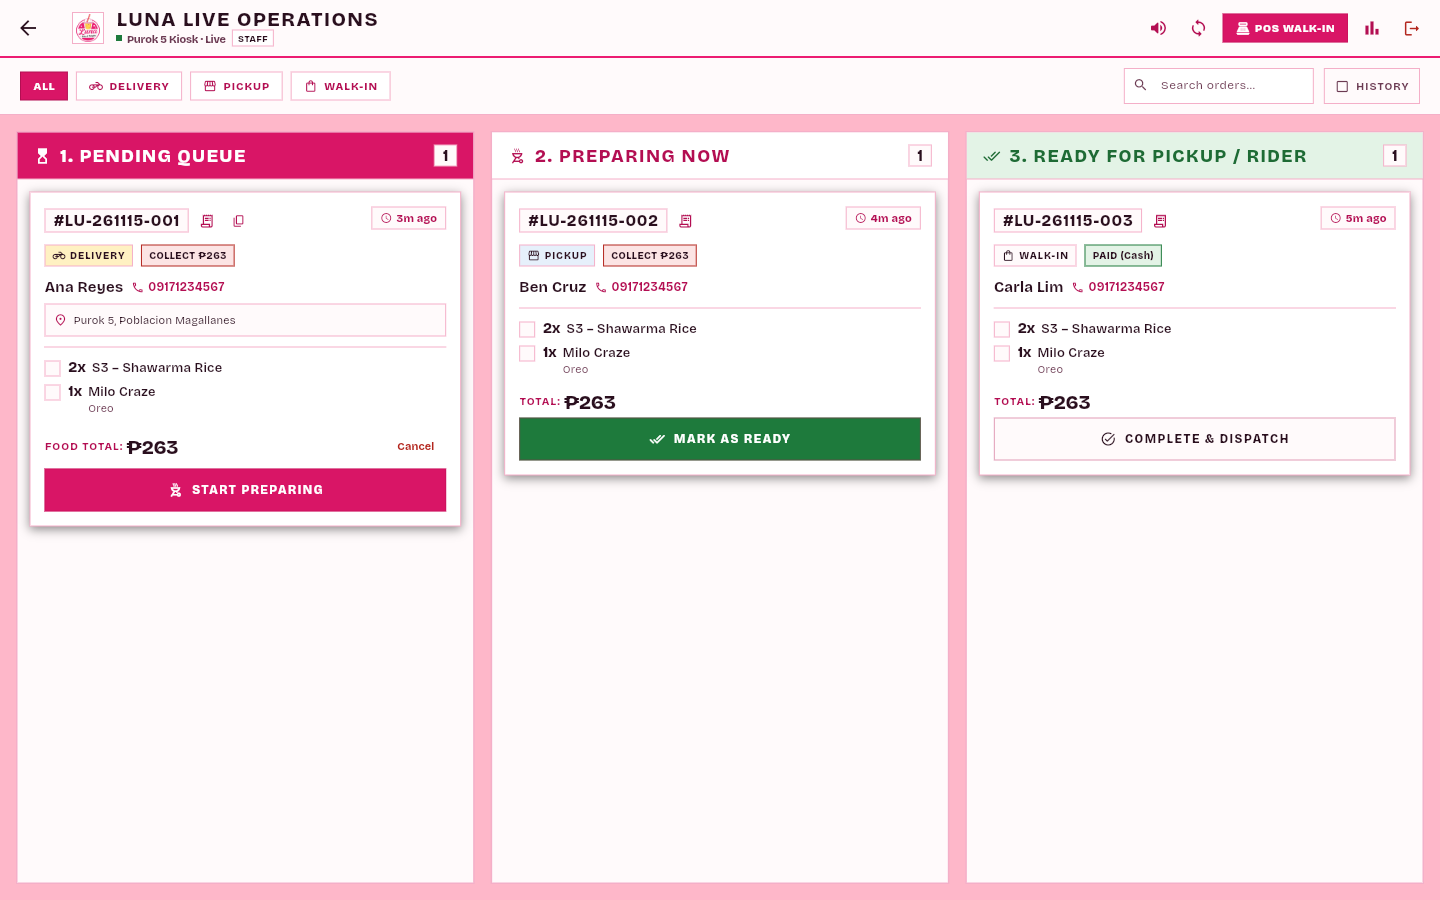 LUNA LIVE OPERATIONS
Purok 5 Kiosk · Live STAFF
POS WALK-IN
ALL DELIVERY PICKUP WALK-IN
Search orders... HISTORY
1. PENDING QUEUE 1
#LU-261115-001 3m ago
DELIVERY COLLECT ₱263
Ana Reyes 09171234567
Purok 5, Poblacion Magallanes
2x S3 – Shawarma Rice
1x Milo Craze
Oreo
FOOD TOTAL: ₱263 Cancel
START PREPARING
2. PREPARING NOW 1
#LU-261115-002 4m ago
PICKUP COLLECT ₱263
Ben Cruz 09171234567
2x S3 – Shawarma Rice
1x Milo Craze
Oreo
TOTAL: ₱263
MARK AS READY
3. READY FOR PICKUP / RIDER 1
#LU-261115-003 5m ago
WALK-IN PAID (Cash)
Carla Lim 09171234567
2x S3 – Shawarma Rice
1x Milo Craze
Oreo
TOTAL: ₱263
COMPLETE & DISPATCH